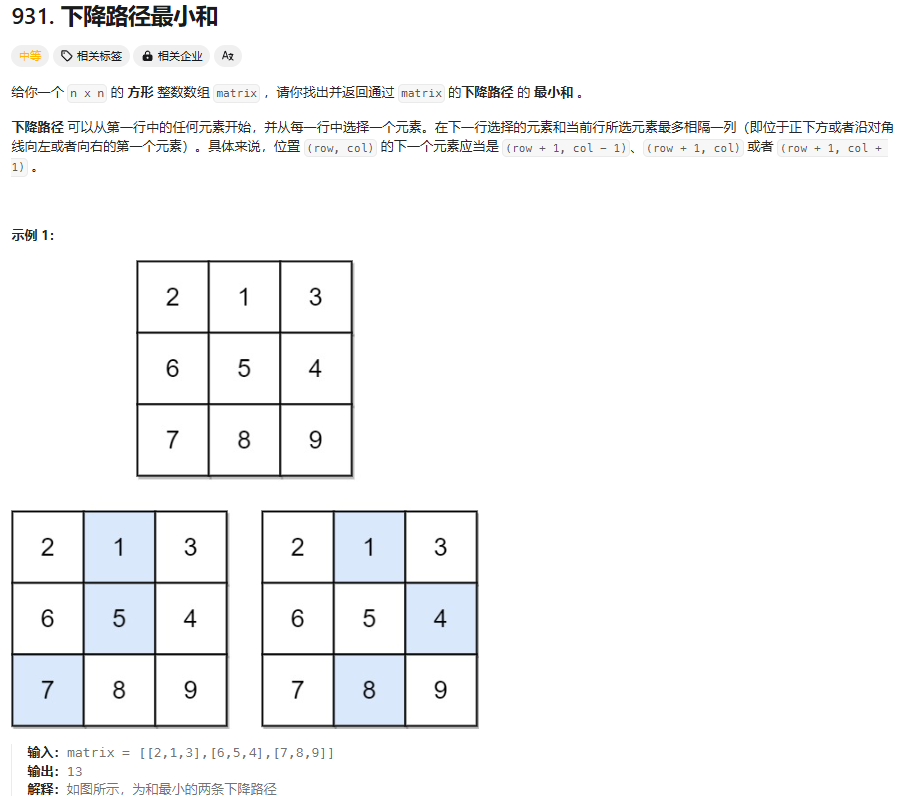 931. 下降路径最小和
中等 相关标签 相关企业 Az
给你一个 n x n 的 方形 整数数组 matrix ，请你找出并返回通过 matrix 的下降路径 的 最小和 。
下降路径 可以从第一行中的任何元素开始，并从每一行中选择一个元素。在下一行选择的元素和当前行所选元素最多相隔一列（即位于正下方或者沿对角
线向左或者向右的第一个元素）。具体来说，位置 (row, col) 的下一个元素应当是 (row + 1, col - 1)、(row + 1, col) 或者 (row + 1, col +
1) 。
示例 1：
2 1 3
6 5 4
7 8 9
2 1 3 2 1 3
6 5 4 6 5 4
7 8 9 7 8 9
输入：matrix = [[2,1,3],[6,5,4],[7,8,9]]
输出：13
解释：如图所示，为和最小的两条下降路径